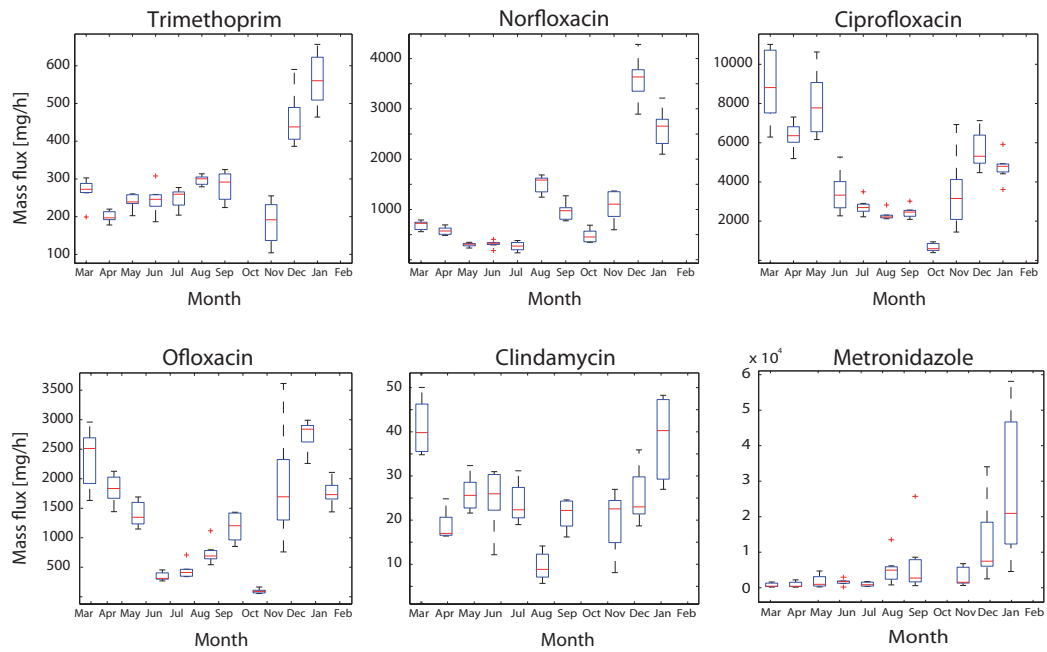 Trimethoprim
Norfloxacin
Ciprofloxacin
Mass flux [mg/h]
600
500
400
300
200
100
Mar Apr May Jun Jul Aug Sep Oct Nov Dec Jan Feb
Month
4000
3000
2000
1000
Mar Apr May Jun Jul Aug Sep Oct Nov Dec Jan Feb
Month
10000
8000
6000
4000
2000
Mar Apr May Jun Jul Aug Sep Oct Nov Dec Jan Feb
Month
Ofloxacin
Clindamycin
Metronidazole
Mass flux [mg/h]
3500
3000
2500
2000
1500
1000
500
Mar Apr May Jun Jul Aug Sep Oct Nov Dec Jan Feb
Month
50
40
30
20
10
Mar Apr May Jun Jul Aug Sep Oct Nov Dec Jan Feb
Month
x 10⁴
6
5
4
3
2
1
0
Mar Apr May Jun Jul Aug Sep Oct Nov Dec Jan Feb
Month